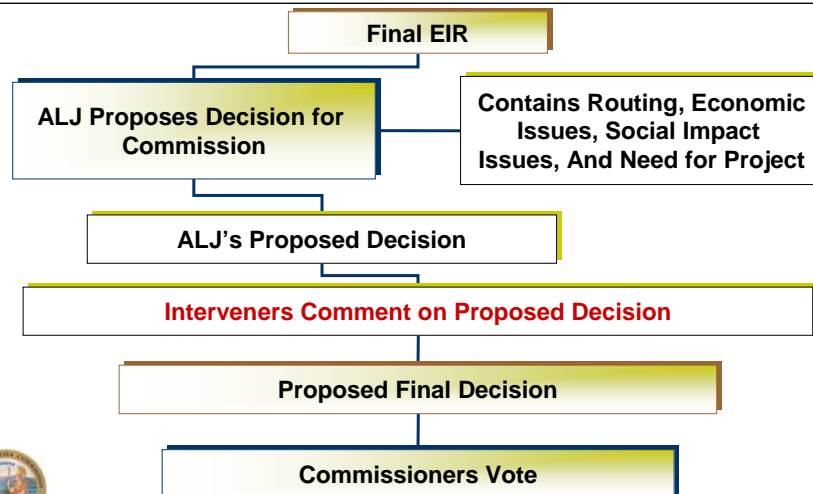 Final EIR
ALJ Proposes Decision for
Commission
Contains Routing, Economic
Issues, Social Impact
Issues, And Need for Project
ALJ's Proposed Decision
Interveners Comment on Proposed Decision
Proposed Final Decision
Commissioners Vote